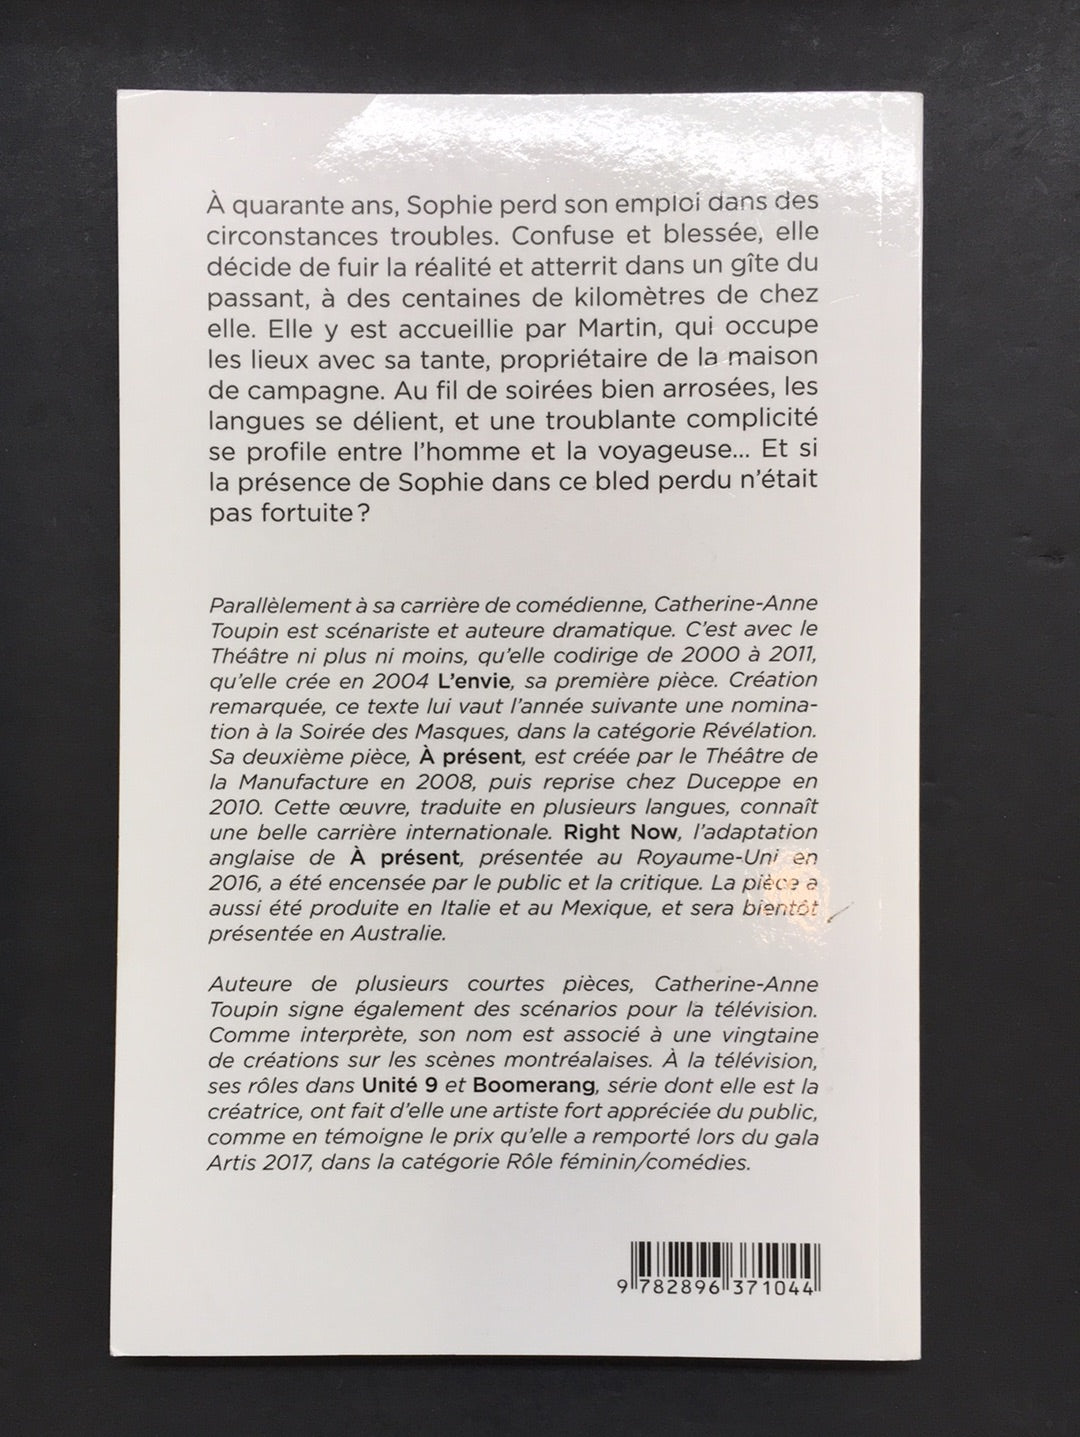 À quarante ans, Sophie perd son emploi dans des
circonstances troubles. Confuse et blessée, elle
décide de fuir la réalité et atterrit dans un gîte du
passant, à des centaines de kilomètres de chez
elle. Elle y est accueillie par Martin, qui occupe
les lieux avec sa tante, propriétaire de la maison
de campagne. Au fil de soirées bien arrosées, les
langues se délient, et une troublante complicité
se profile entre l'homme et la voyageuse... Et si
la présence de Sophie dans ce bled perdu n'était
pas fortuite ?
Parallèlement à sa carrière de comédienne, Catherine-Anne
Toupin est scénariste et auteure dramatique. C'est avec le
Théâtre ni plus ni moins, qu'elle codirige de 2000 à 2011,
qu'elle crée en 2004 L'envie, sa première pièce. Création
remarquée, ce texte lui vaut l'année suivante une nomina-
tion à la Soirée des Masques, dans la catégorie Révélation.
Sa deuxième pièce, À présent, est créée par le Théâtre de
la Manufacture en 2008, puis reprise chez Duceppe en
2010. Cette œuvre, traduite en plusieurs langues, connaît
une belle carrière internationale. Right Now, l'adaptation
anglaise de À présent, présentée au Royaume-Uni en
2016, a été encensée par le public et la critique. La pièce a
aussi été produite en Italie et au Mexique, et sera bientôt
présentée en Australie.
Auteure de plusieurs courtes pièces, Catherine-Anne
Toupin signe également des scénarios pour la télévision.
Comme interprète, son nom est associé à une vingtaine
de créations sur les scènes montréalaises. À la télévision,
ses rôles dans Unité 9 et Boomerang, série dont elle est la
créatrice, ont fait d'elle une artiste fort appréciée du public,
comme en témoigne le prix qu'elle a remporté lors du gala
Artis 2017, dans la catégorie Rôle féminin/comédies.
9 782896 371044